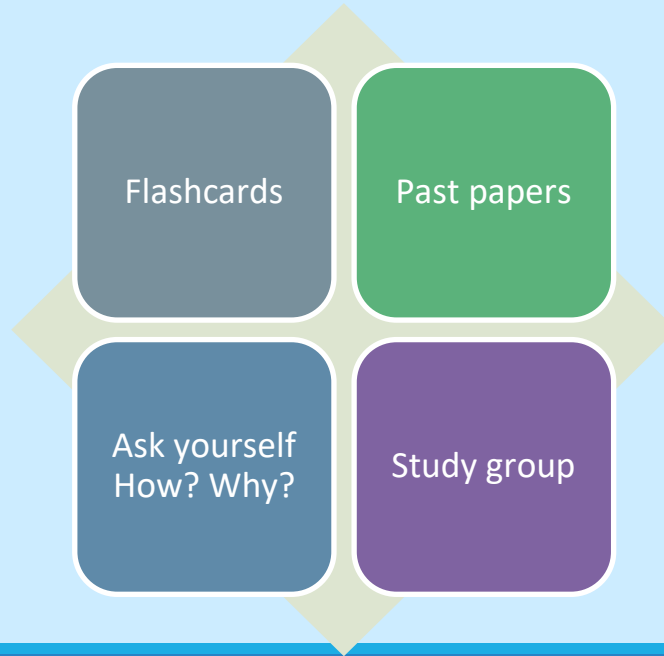 Flashcards
Past papers
Ask yourself
How? Why?
Study group